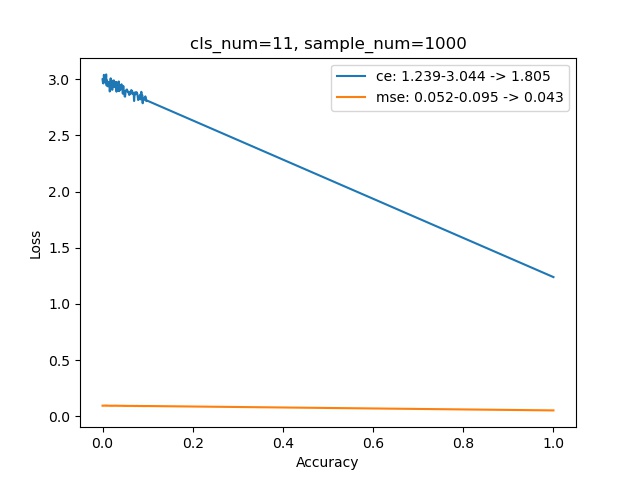 cls_num=11, sample_num=1000
ce: 1.239-3.044 -> 1.805
mse: 0.052-0.095 -> 0.043
3.0
2.5
2.0
1.5
1.0
0.5
0.0
Loss
0.0 0.2 0.4 0.6 0.8 1.0
Accuracy